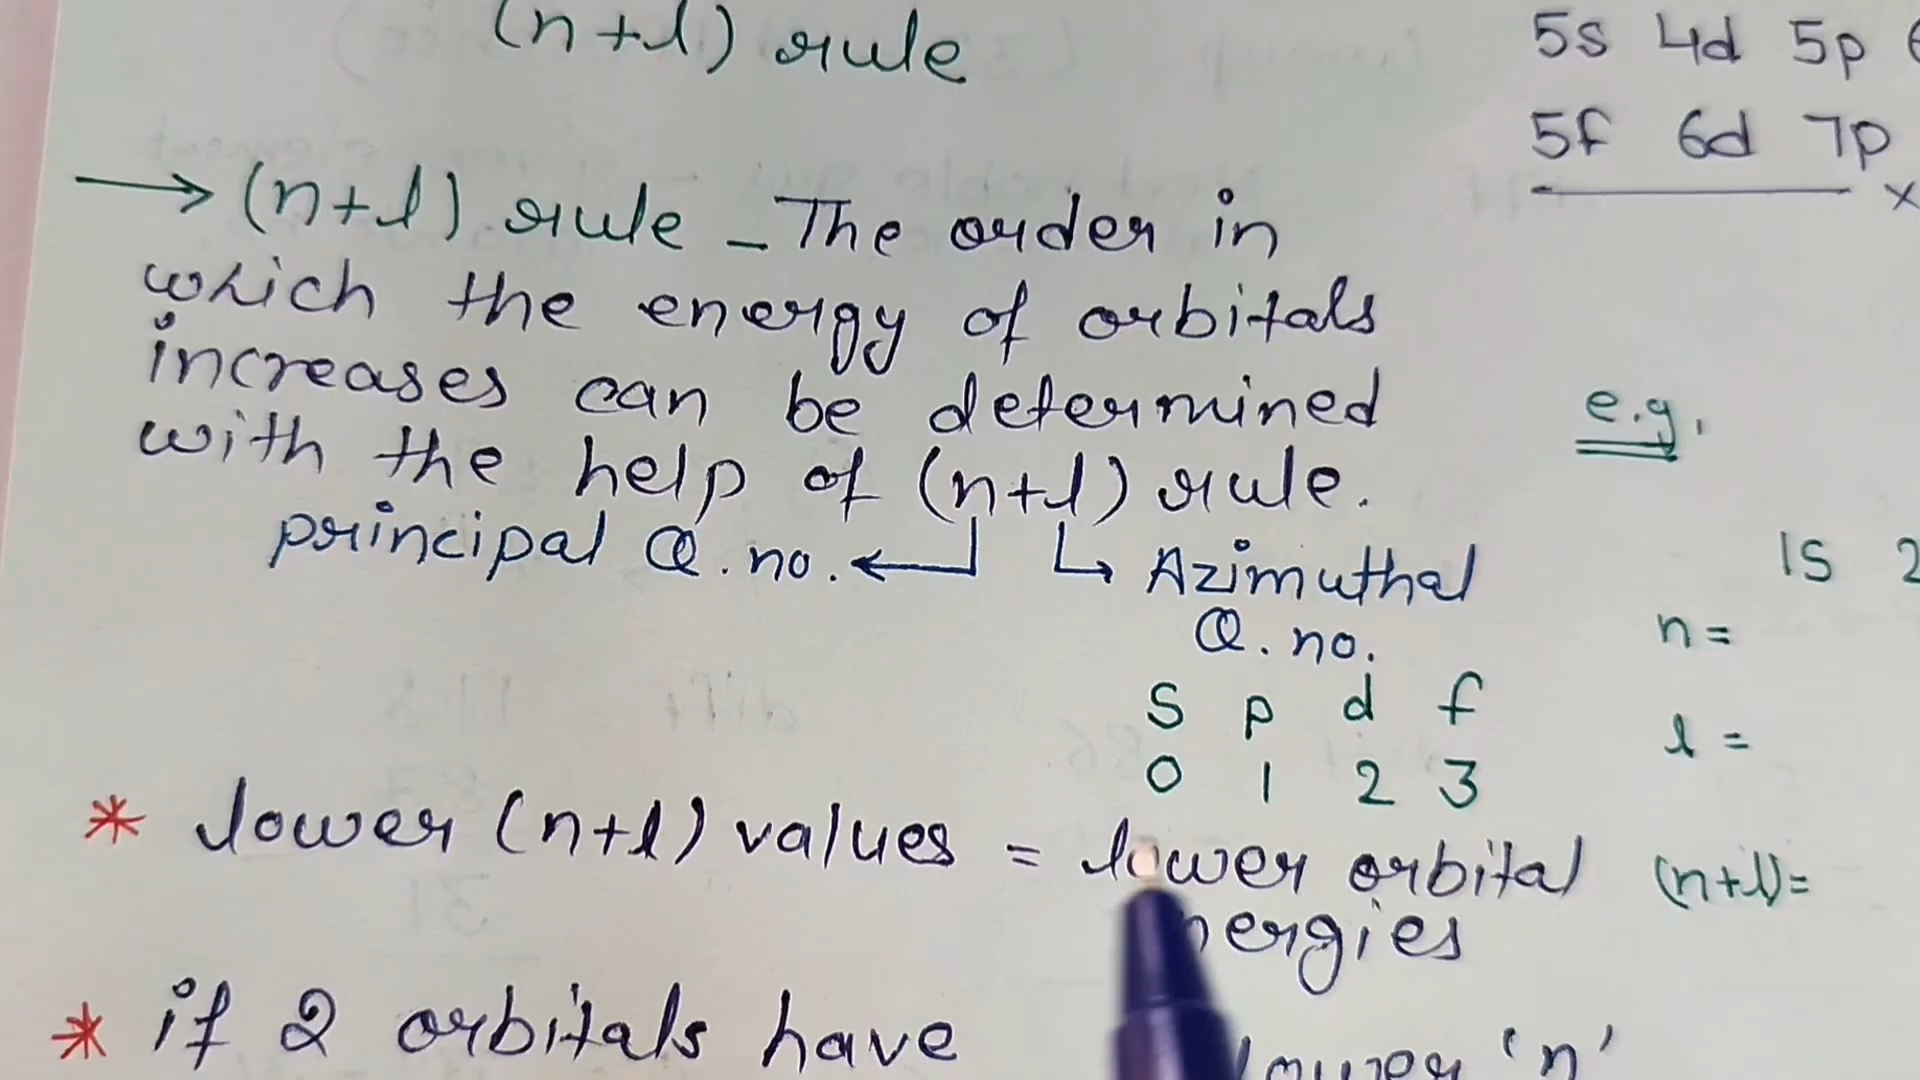 (n+l) rule
→ (n+l) rule - The order in
which the energy of orbitals
increases can be determined
with the help of (n+l) rule.
principal Q. no. ← → Azimuthal
Q. no.
s p d f
0 1 2 3
* lower (n+l) values = lower orbital
* if 2 orbitals have lower 'n'
5s 4d 5p
5f 6d 7p
e.g.
1s 2
n =
l =
(n+l)=